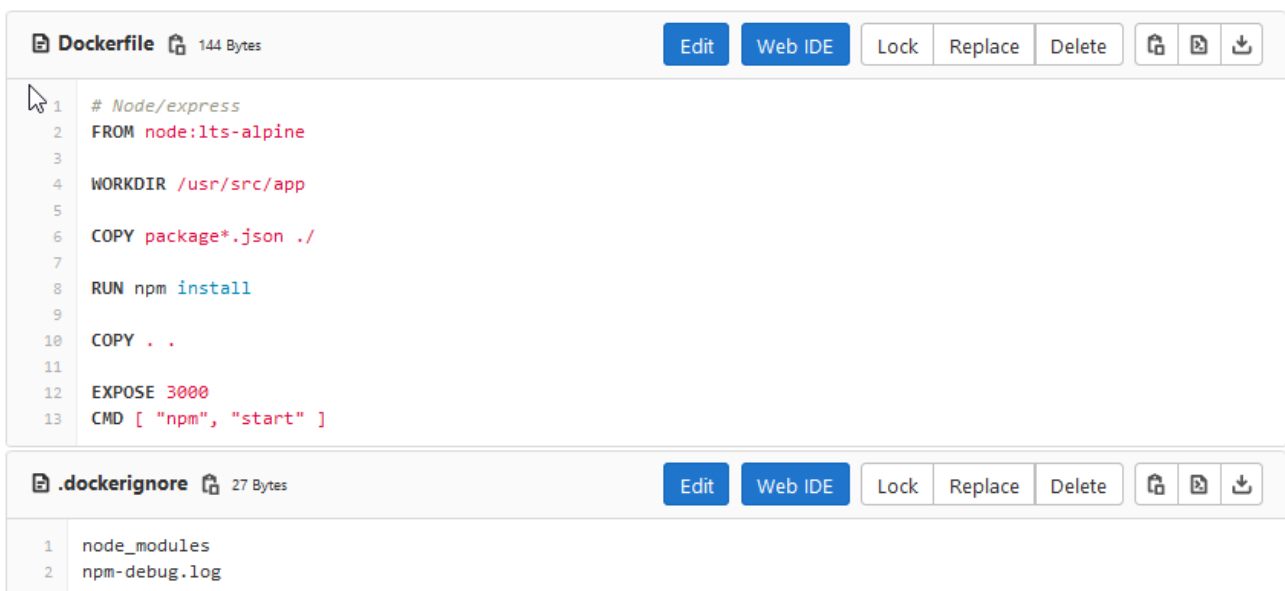 Dockerfile 144 Bytes Edit Web IDE Lock Replace Delete
1 # Node/express
2 FROM node:lts-alpine
3
4 WORKDIR /usr/src/app
5
6 COPY package*.json ./
7
8 RUN npm install
9
10 COPY . .
11
12 EXPOSE 3000
13 CMD [ "npm", "start" ]
.dockerignore 27 Bytes Edit Web IDE Lock Replace Delete
1 node_modules
2 npm-debug.log